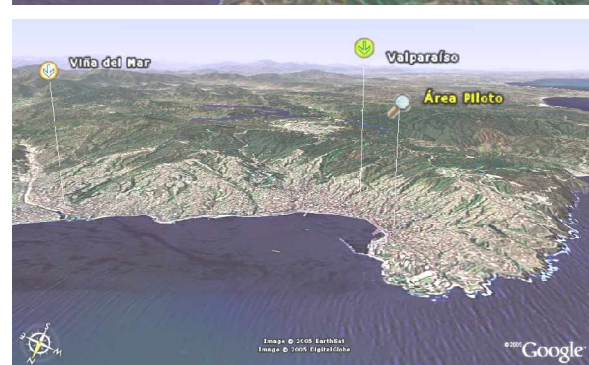 Viña del Mar
Valparaíso
Área Piloto
S
W
N
Image © 2005 EarthSat
Image © 2005 DigitalGlobe
©2005 Google